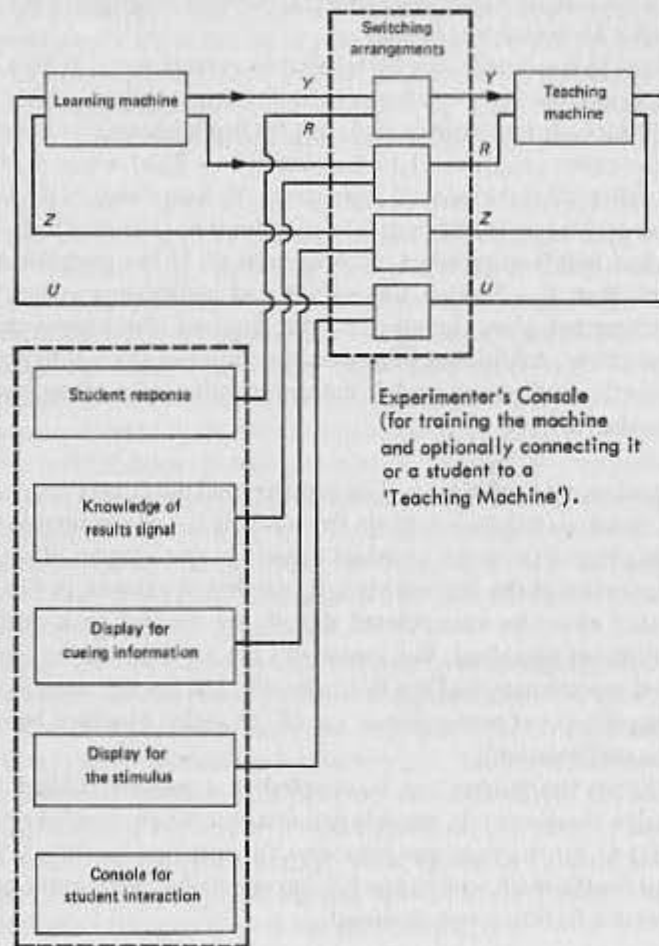 Switching
arrangements
Learning machine
Y
R
Y
R
Teaching
machine
Z
Z
U
U
Student response
Experimenter's Console
(for training the machine
and optionally connecting it
or a student to a
'Teaching Machine').
Knowledge of
results signal
Display for
cueing information
Display for
the stimulus
Console for
student interaction